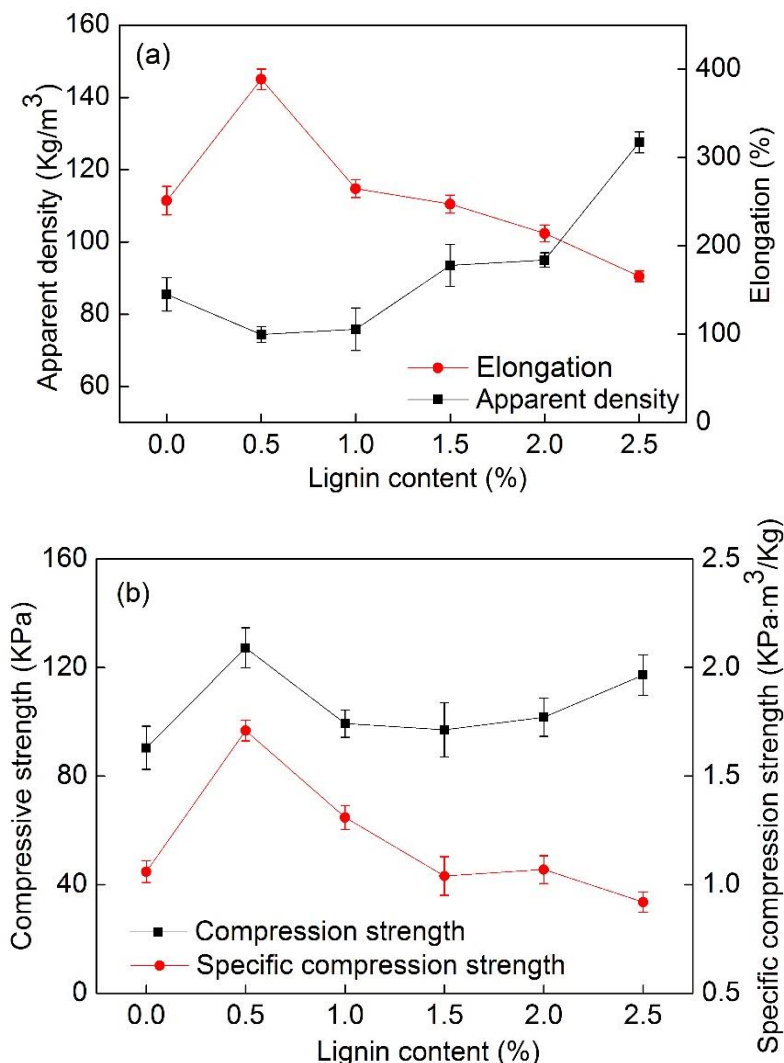 (a)
Apparent density (Kg/m³)
160
140
120
100
80
60
Elongation (%)
400
300
200
100
0
Elongation
Apparent density
0.0 0.5 1.0 1.5 2.0 2.5
Lignin content (%)
(b)
Compressive strength (KPa)
160
120
80
40
0
Specific compression strength (KPa·m³/Kg)
2.5
2.0
1.5
1.0
0.5
Compression strength
Specific compression strength
0.0 0.5 1.0 1.5 2.0 2.5
Lignin content (%)